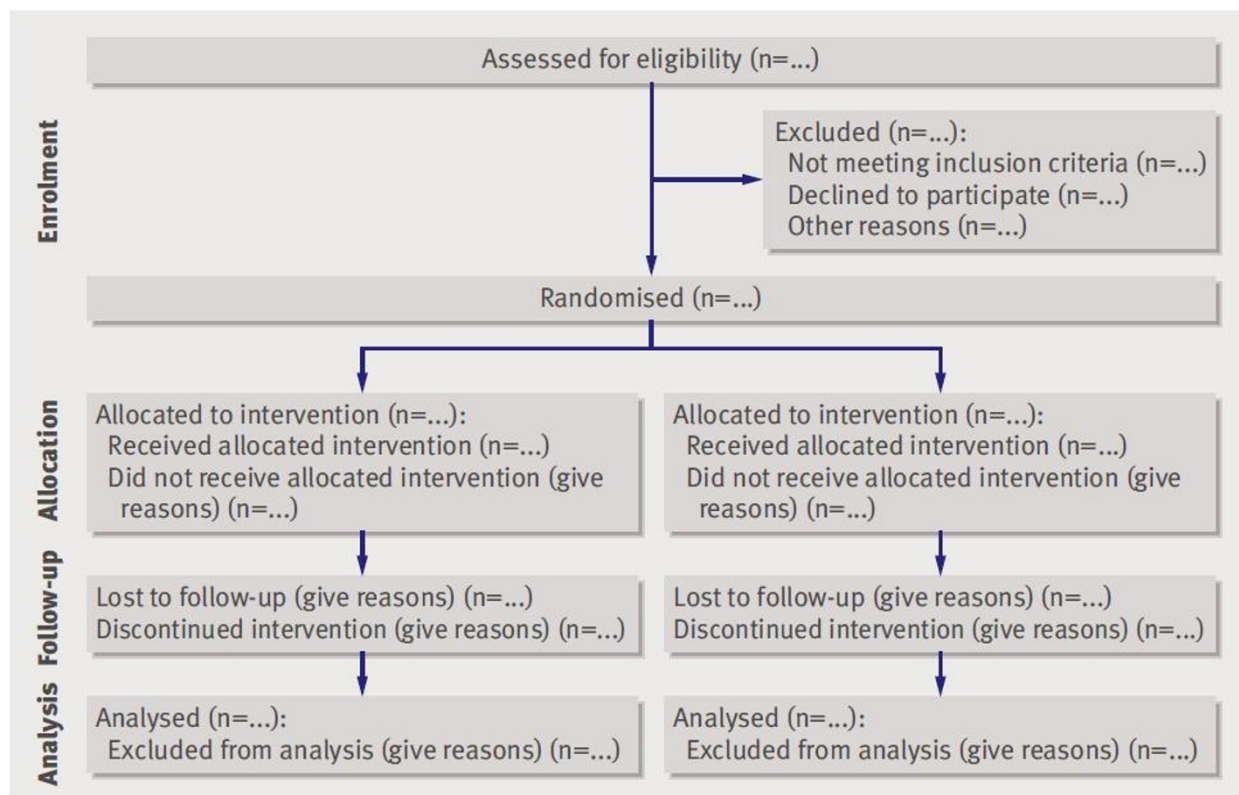 Enrolment
Assessed for eligibility (n=...)
Excluded (n=...):
Not meeting inclusion criteria (n=...)
Declined to participate (n=...)
Other reasons (n=...)
Randomised (n=...)
Allocation
Allocated to intervention (n=...):
Received allocated intervention (n=...)
Did not receive allocated intervention (give
reasons) (n=...)
Allocated to intervention (n=...):
Received allocated intervention (n=...)
Did not receive allocated intervention (give
reasons) (n=...)
Follow-up
Lost to follow-up (give reasons) (n=...)
Discontinued intervention (give reasons) (n=...)
Lost to follow-up (give reasons) (n=...)
Discontinued intervention (give reasons) (n=...)
Analysis
Analysed (n=...):
Excluded from analysis (give reasons) (n=...)
Analysed (n=...):
Excluded from analysis (give reasons) (n=...)